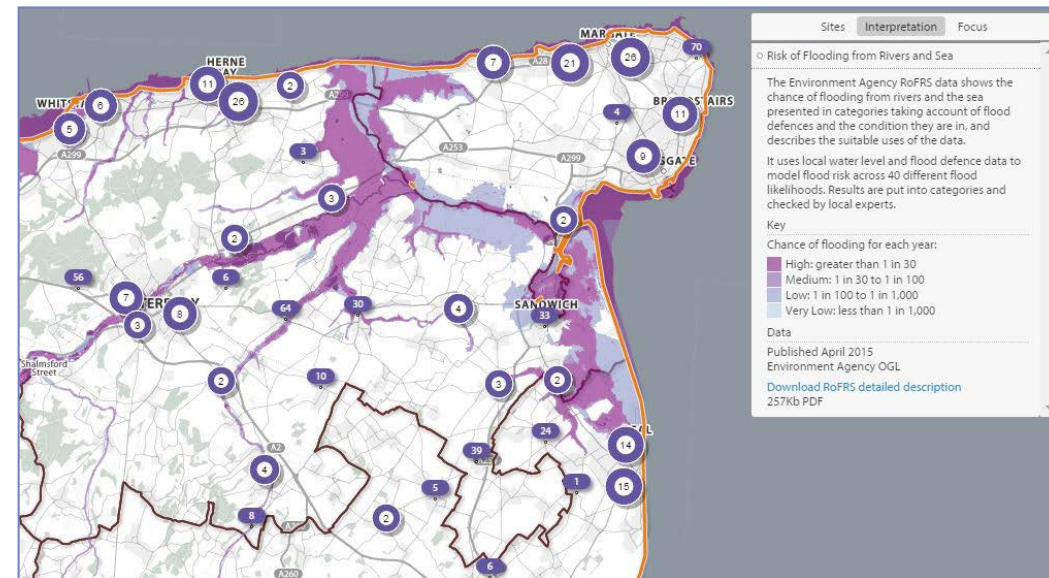 MARGATE
70
A28
7
21
26
HERNE
BAY
11
26
2
A299
WHITSTA
6
5
A299
4
BROADSTAIRS
11
3
A253
A299
9
SGATE
3
2
2
56
6
7
TERBURY
8
3
64
30
4
SANDWICH
33
Shalmsford
Street
2
10
3
2
A2
24
EAL
14
39
4
5
1
15
8
2
6
A260
Sites Interpretation Focus
Risk of Flooding from Rivers and Sea
The Environment Agency RoFRS data shows the
chance of flooding from rivers and the sea
presented in categories taking account of flood
defences and the condition they are in, and
describes the suitable uses of the data.
It uses local water level and flood defence data to
model flood risk across 40 different flood
likelihoods. Results are put into categories and
checked by local experts.
Key
Chance of flooding for each year:
High: greater than 1 in 30
Medium: 1 in 30 to 1 in 100
Low: 1 in 100 to 1 in 1,000
Very Low: less than 1 in 1,000
Data
Published April 2015
Environment Agency OGL
Download RoFRS detailed description
257Kb PDF